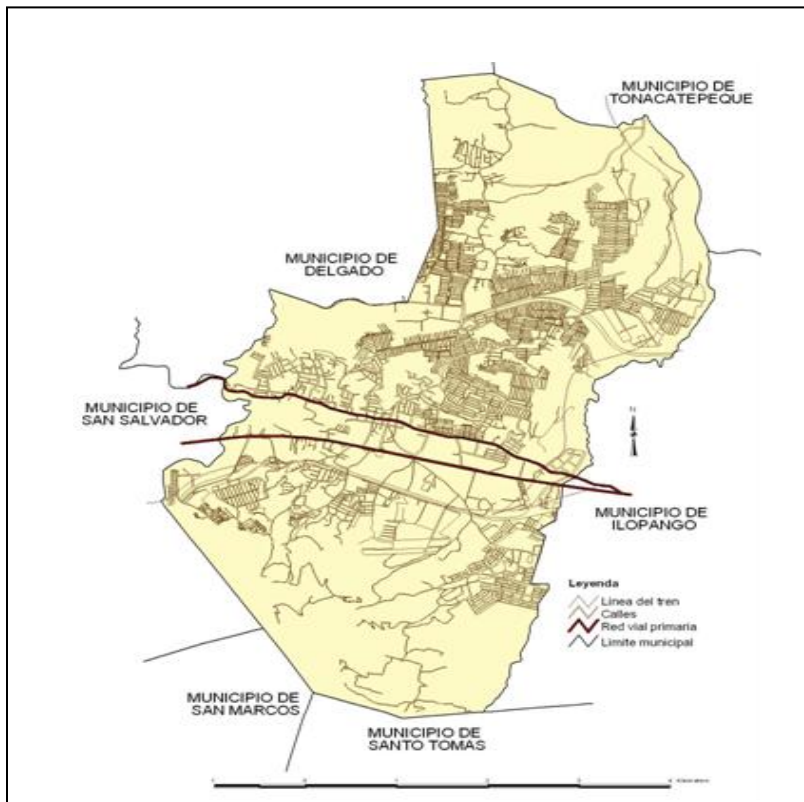 MUNICIPIO DE
TONACATEPEQUE
MUNICIPIO DE
DELGADO
MUNICIPIO DE
SAN SALVADOR
N
MUNICIPIO DE
ILOPANGO
Leyenda
Línea del tren
Calles
Red vial primaria
Limite municipal
MUNICIPIO DE
SAN MARCOS
MUNICIPIO DE
SANTO TOMAS